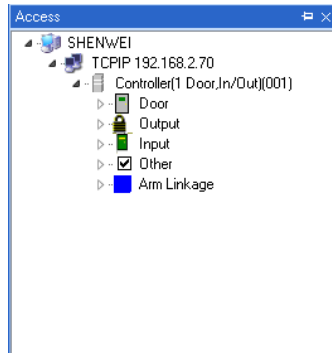 Access
SHENWEI
TCPIP 192.168.2.70
Controller(1 Door,In/Out)(001)
Door
Output
Input
Other
Arm Linkage